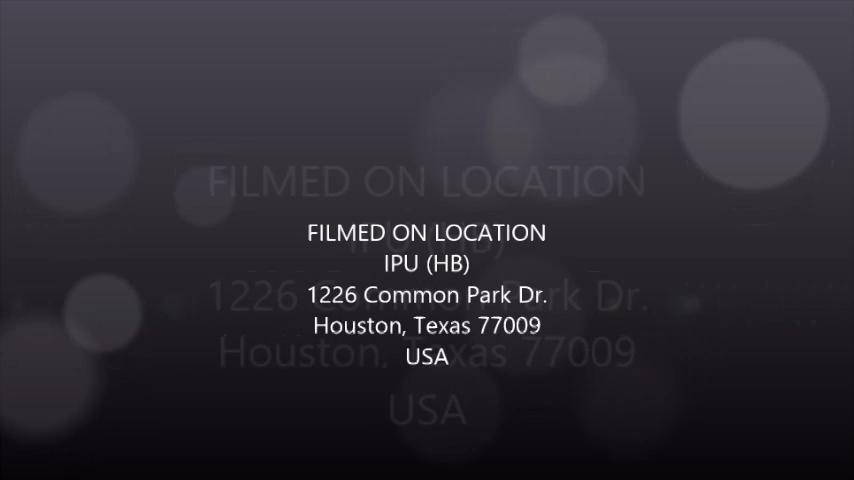 FILMED ON LOCATION
IPU (HB)
1226 Common Park Dr.
Houston, Texas 77009
USA